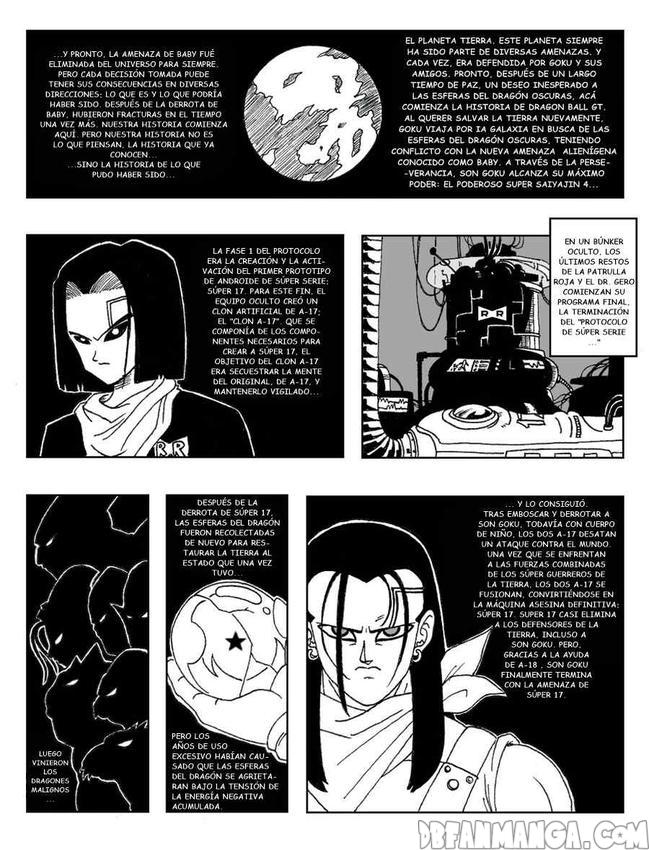 ...Y PRONTO, LA AMENAZA DE BABY FUÉ
ELIMINADA DEL UNIVERSO PARA SIEMPRE.
PERO CADA DECISIÓN TOMADA PUEDE
TENER SUS CONSECUENCIAS EN DIVERSAS
DIRECCIONES: LO QUE ES Y LO QUE PODRÍA
HABER SIDO. DESPUÉS DE LA DERROTA DE
BABY, HUBIERON FRACTURAS EN EL TIEMPO
UNA VEZ MÁS. NUESTRA HISTORIA COMIENZA
AQUÍ. PERO NUESTRA HISTORIA NO ES
LO QUE PIENSAN, LA HISTORIA QUE YA
CONOCEN...
...SINO LA HISTORIA DE LO QUE
PUDO HABER SIDO...
EL PLANETA TIERRA, ESTE PLANETA SIEMPRE
HA SIDO PARTE DE DIVERSAS AMENAZAS. Y
CADA VEZ, ERA DEFENDIDA POR GOKU Y SUS
AMIGOS. PRONTO, DESPUÉS DE UN LARGO
TIEMPO DE PAZ, UN DESEO INESPERADO A
LAS ESFERAS DEL DRAGÓN OSCURAS, ACÁ
COMIENZA LA HISTORIA DE DRAGON BALL GT.
AL QUERER SALVAR LA TIERRA NUEVAMENTE,
GOKU VIAJA POR lA GALAXIA EN BUSCA DE LAS
ESFERAS DEL DRAGÓN OSCURAS, TENIENDO
CONFLICTO CON LA NUEVA AMENAZA ALIENÍGENA
CONOCIDO COMO BABY. A TRAVÉS DE LA PERSE-
VERANCIA, SON GOKU ALCANZA SU MÁXIMO
PODER: EL PODEROSO SUPER SAIYAJIN 4...
LA FASE 1 DEL PROTOCOLO
ERA LA CREACIÓN Y LA ACTI-
VACIÓN DEL PRIMER PROTOTIPO
DE ANDROIDE DE SÚPER SERIE:
SÚPER 17. PARA ESTE FIN, EL
EQUIPO OCULTO CREÓ UN
CLON ARTIFICIAL DE A-17;
EL "CLON A-17". QUE SE
COMPONÍA DE LOS COMPO-
NENTES NECESARIOS PARA
CREAR A SÚPER 17. EL
OBJETIVO DEL CLON A-17
ERA SECUESTRAR LA MENTE
DEL ORIGINAL, DE A-17, Y
MANTENERLO VIGILADO...
RR
EN UN BÚNKER
OCULTO, LOS
ÚLTIMOS RESTOS
DE LA PATRULLA
ROJA Y EL DR. GERO
COMIENZAN SU
PROGRAMA FINAL,
LA TERMINACIÓN
DEL "PROTOCOLO
DE SÚPER SERIE
..."
RR
LUEGO
VINIERON
LOS
DRAGONES
MALIGNOS
...
DESPUÉS DE LA
DERROTA DE SÚPER 17,
LAS ESFERAS DEL DRAGÓN
FUERON RECOLECTADAS
DE NUEVO PARA RES-
TAURAR LA TIERRA AL
ESTADO QUE UNA VEZ
TUVO...
PERO LOS
AÑOS DE USO
EXCESIVO HABÍAN CAU-
SADO QUE LAS ESFERAS
DEL DRAGÓN SE AGRIETA-
RAN BAJO LA TENSIÓN DE
LA ENERGÍA NEGATIVA
ACUMULADA.
... Y LO CONSIGUIÓ.
TRAS EMBOSCAR Y DERROTAR A
SON GOKU, TODAVÍA CON CUERPO
DE NIÑO, LOS DOS A-17 DESATAN
UN ATAQUE CONTRA EL MUNDO.
UNA VEZ QUE SE ENFRENTAN
A LAS FUERZAS COMBINADAS
DE LOS SÚPER GUERREROS DE
LA TIERRA, LOS DOS A-17 SE
FUSIONAN, CONVIRTIÉNDOSE EN
LA MÁQUINA ASESINA DEFINITIVA:
SÚPER 17. SUPER 17 CASI ELIMINA
A LOS DEFENSORES DE LA
TIERRA, INCLUSO A
SON GOKU. PERO,
GRACIAS A LA AYUDA
DE A-18 , SON GOKU
FINALMENTE TERMINA
CON LA AMENAZA DE
SÚPER 17.
DBFANMANGA.COM